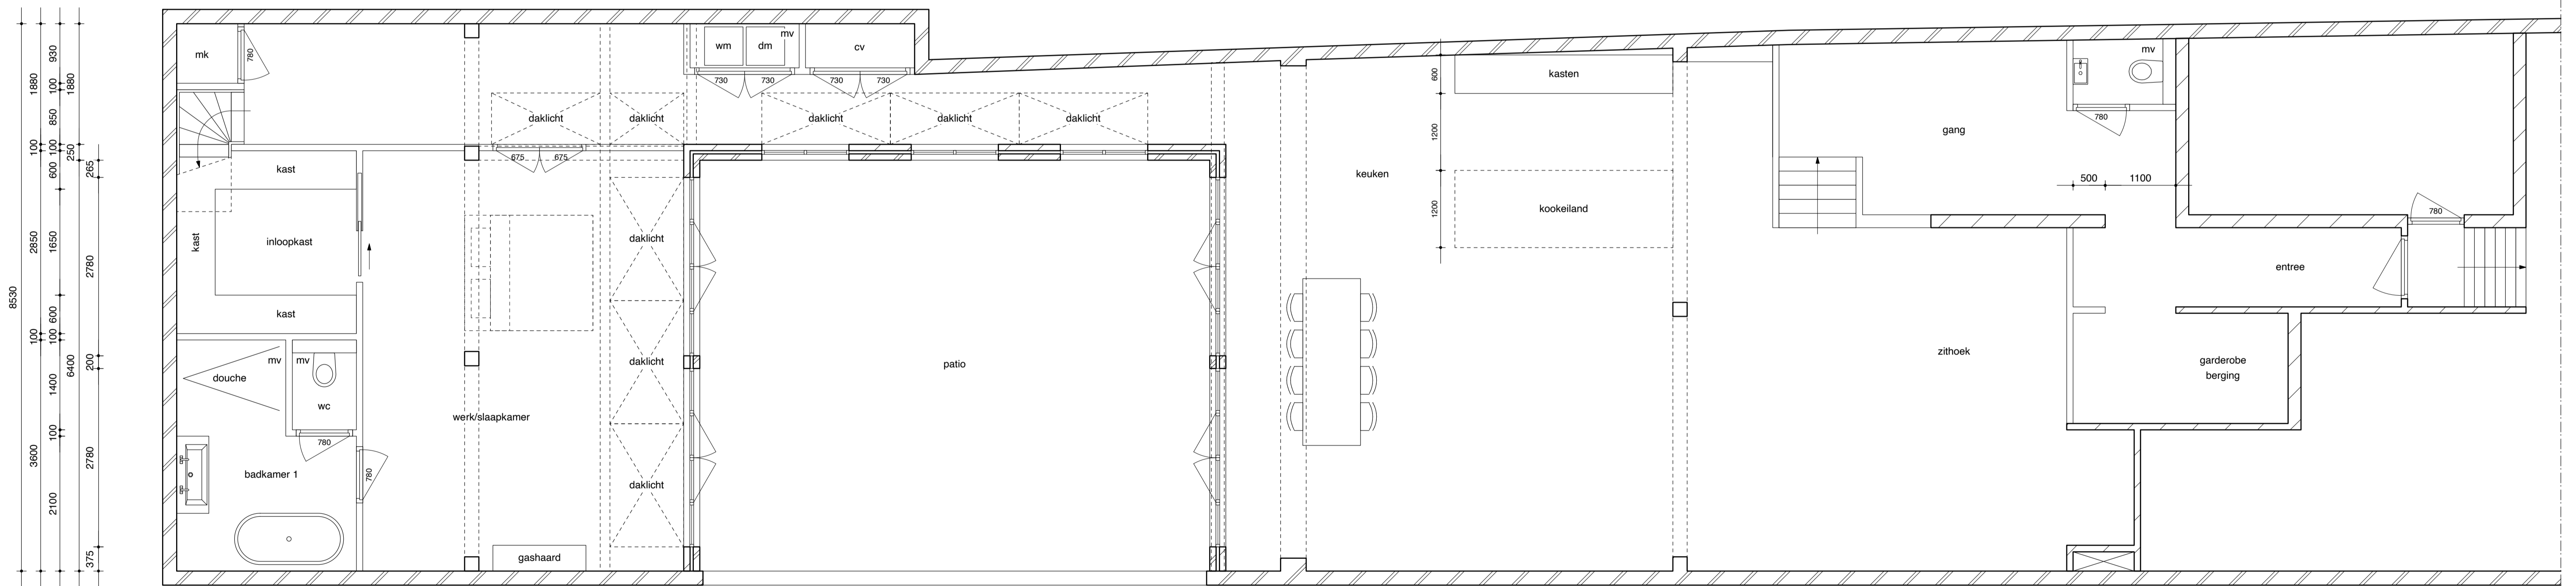 8530
1880
100
2850
100
3600
930
100
850
100
600
1650
600
100
1400
100
2100
1880
250
6400
265
2780
200
2780
375
mk
780
wm
dm
mv
cv
730
730
730
730
daklicht
daklicht
daklicht
daklicht
daklicht
675
675
kast
kast
inloopkast
kast
daklicht
daklicht
daklicht
mv
mv
douche
wc
780
badkamer 1
780
werk/slaapkamer
gashaard
patio
keuken
600
1200
1200
kasten
kookeiland
gang
mv
780
500
1100
780
entree
zithoek
garderobe
berging